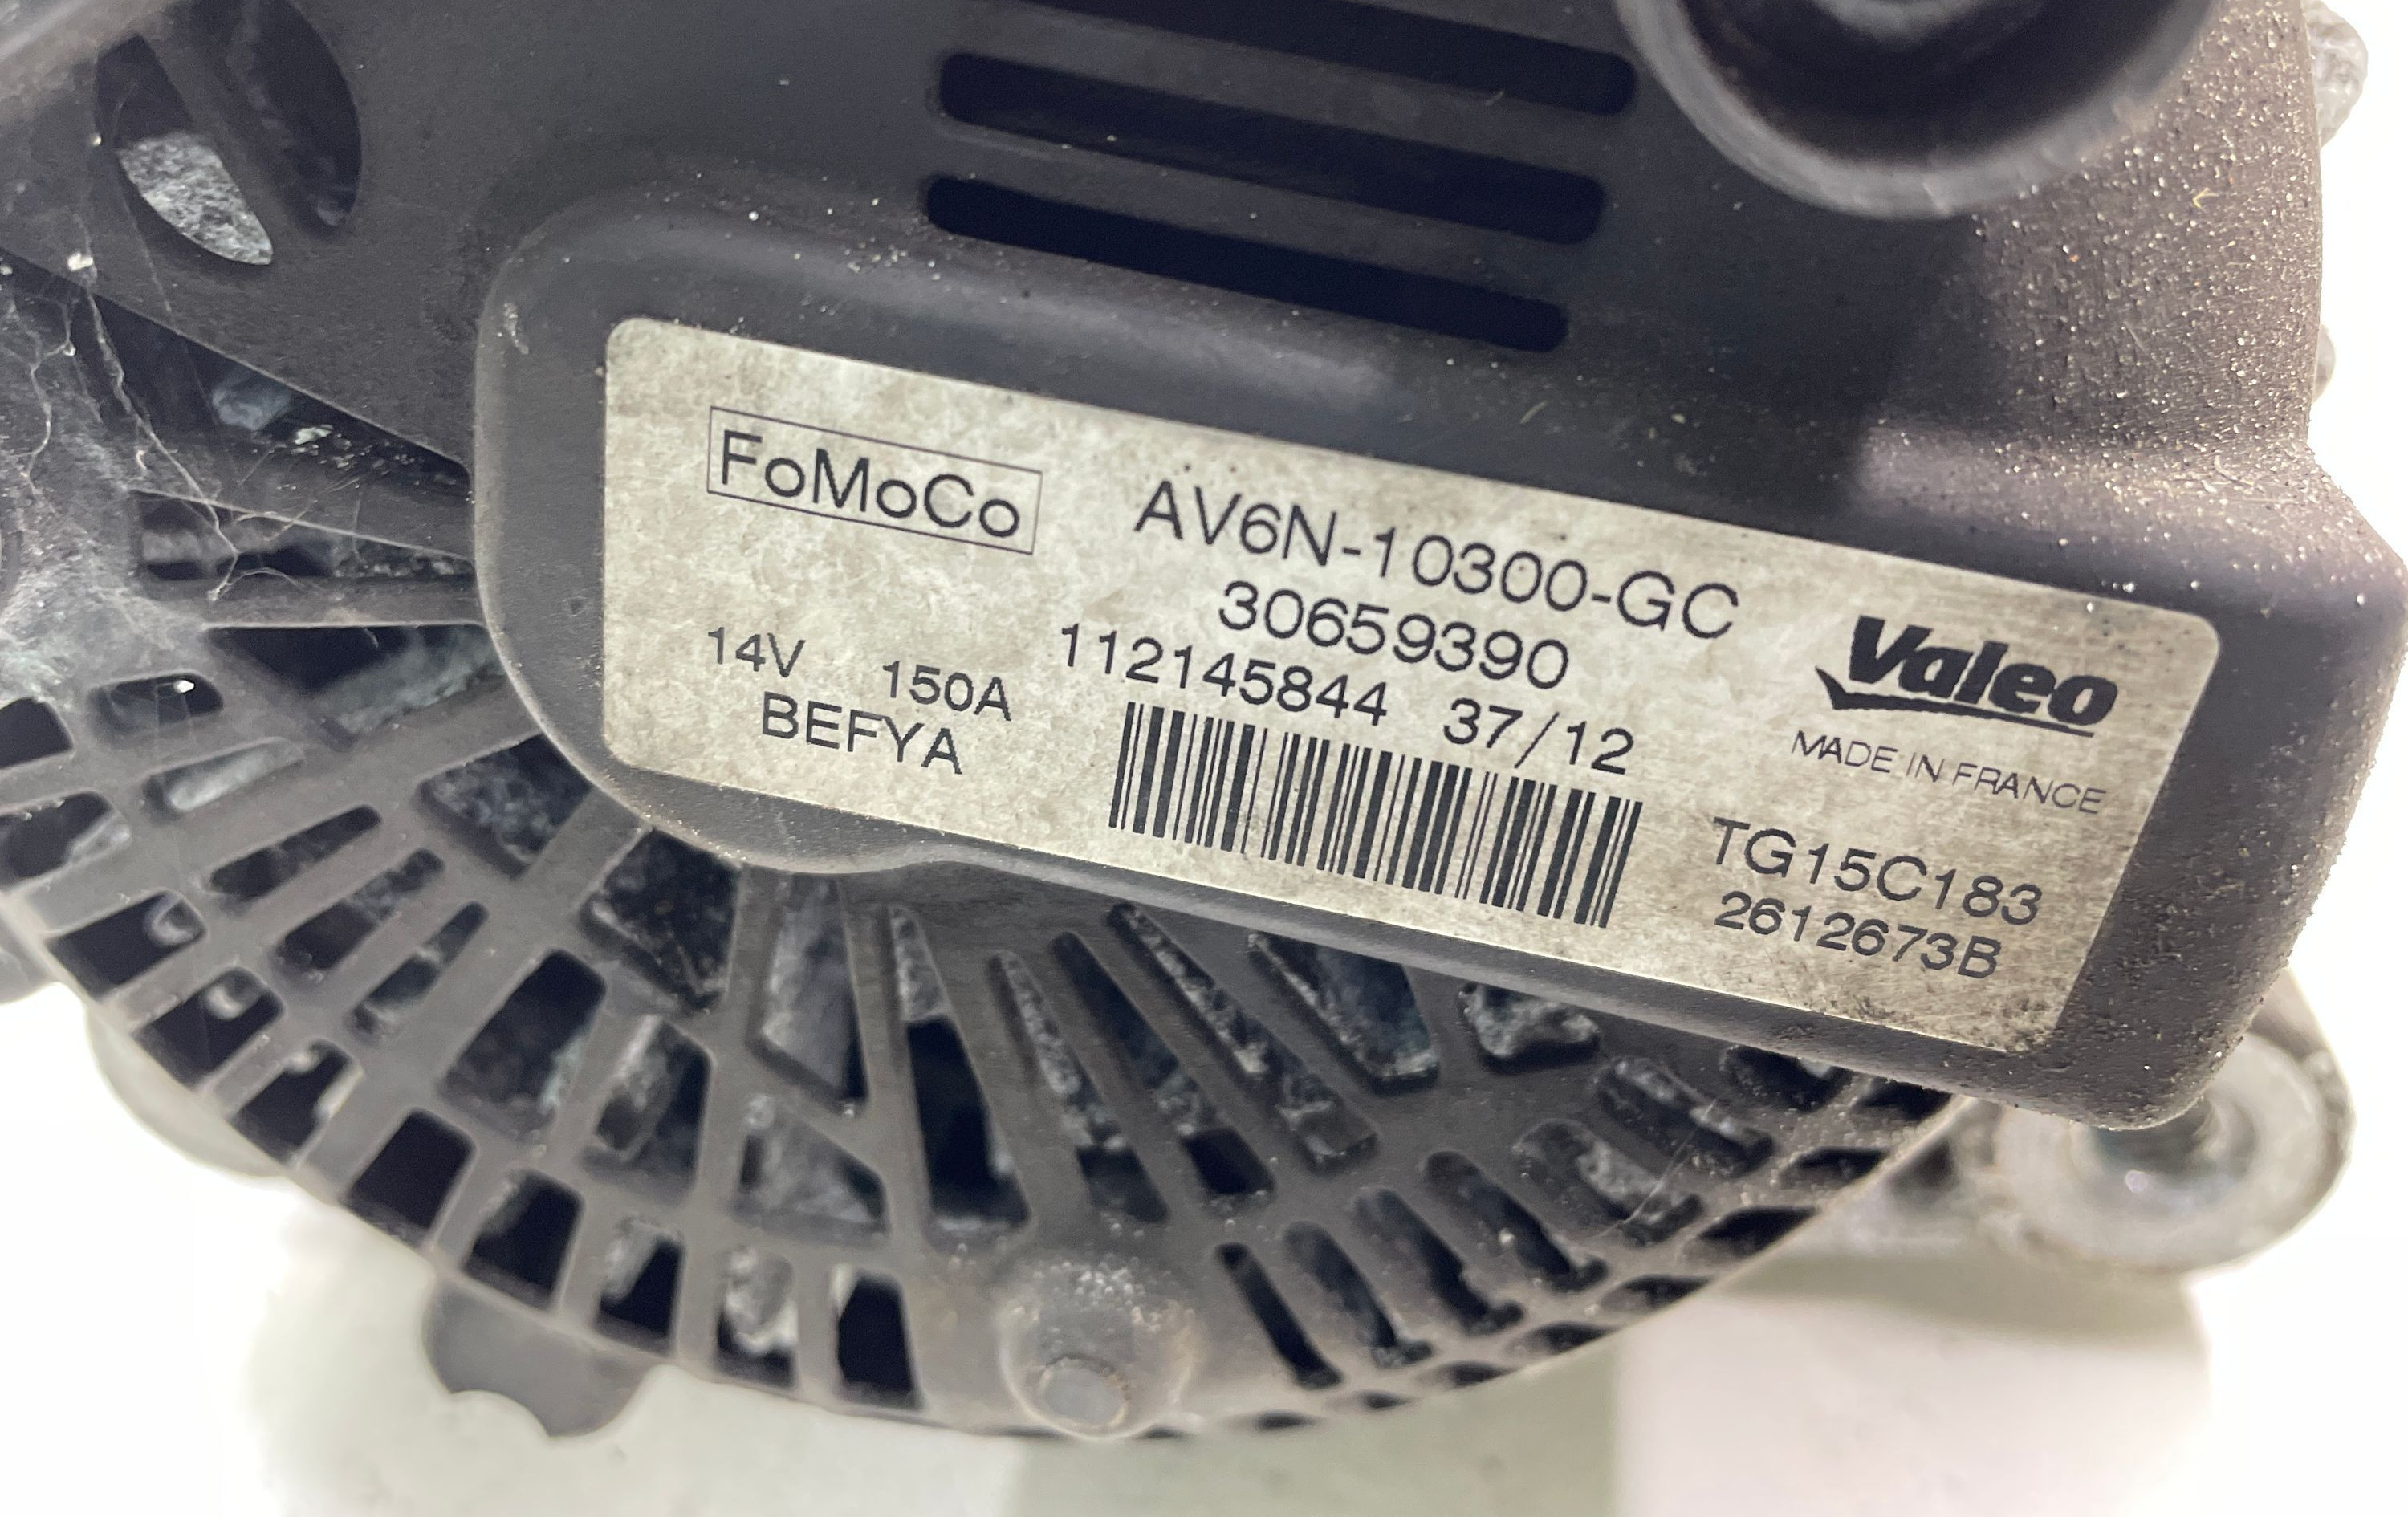 FoMoCo
AV6N-10300-GC
30659390
112145844 37/12
14V 150A
BEFYA
Valeo
MADE IN FRANCE
TG15C183
2612673B